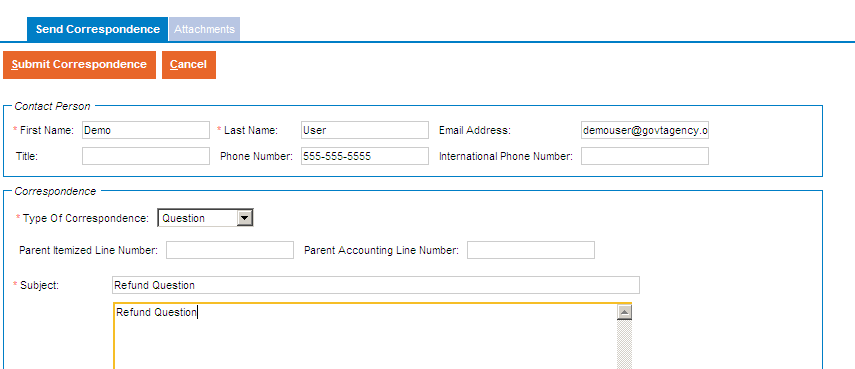 Send Correspondence Attachments
Submit Correspondence Cancel
Contact Person
* First Name: Demo * Last Name: User Email Address: demouser@govtagency.o
Title: Phone Number: 555-555-5555 International Phone Number:
Correspondence
* Type Of Correspondence: Question
Parent Itemized Line Number: Parent Accounting Line Number:
* Subject: Refund Question
Refund Question